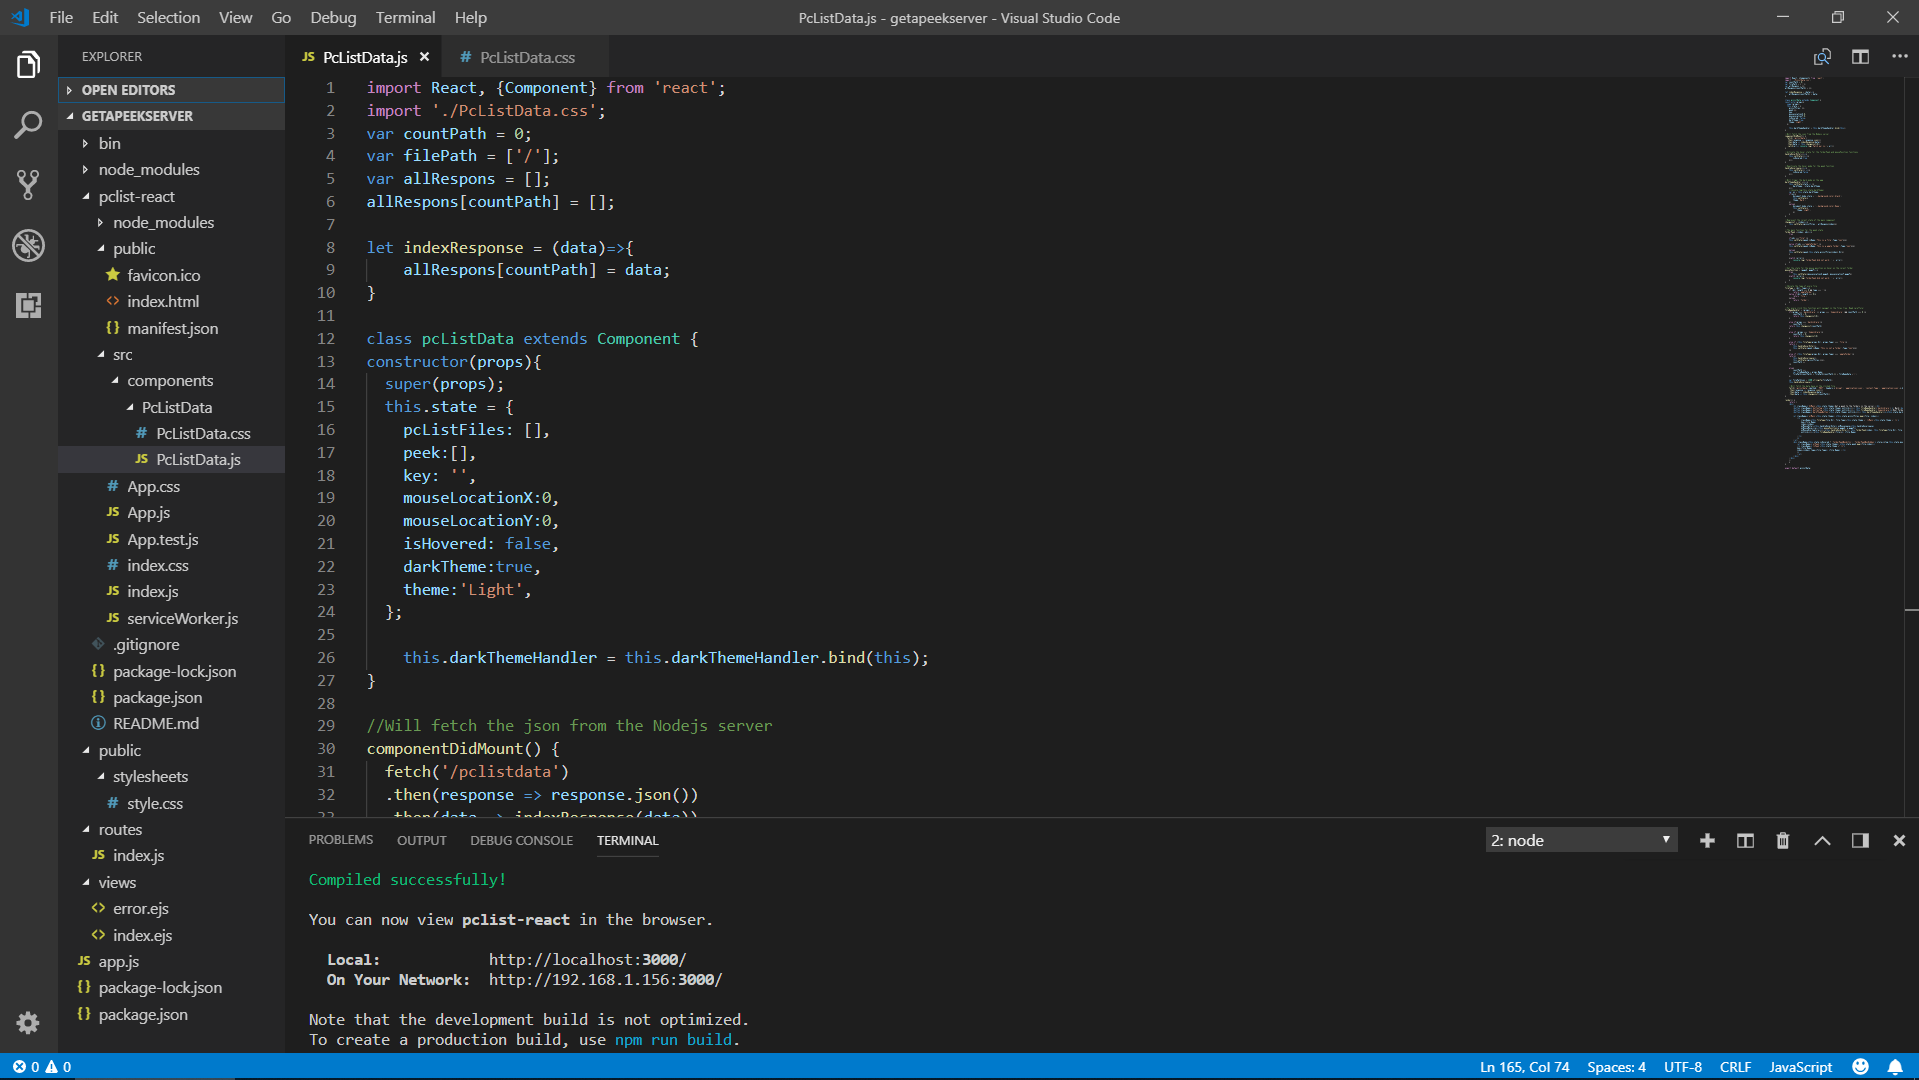 File Edit Selection View Go Debug Terminal Help
PcListData.js - getapeekserver - Visual Studio Code
EXPLORER
OPEN EDITORS
GETAPEEKSERVER
bin
node_modules
pclist-react
node_modules
public
favicon.ico
<> index.html
{} manifest.json
src
components
PcListData
# PcListData.css
JS PcListData.js
# App.css
JS App.js
JS App.test.js
# index.css
JS index.js
JS serviceWorker.js
.gitignore
{} package-lock.json
{} package.json
README.md
public
stylesheets
# style.css
routes
JS index.js
views
<> error.ejs
<> index.ejs
JS app.js
{} package-lock.json
{} package.json
JS PcListData.js # PcListData.css
1 import React, {Component} from 'react';
2 import './PcListData.css';
3 var countPath = 0;
4 var filePath = ['/'];
5 var allRespons = [];
6 allRespons[countPath] = [];
7
8 let indexResponse = (data)=>{
9 allRespons[countPath] = data;
10 }
11
12 class pcListData extends Component {
13 constructor(props){
14 super(props);
15 this.state = {
16 pcListFiles: [],
17 peek:[],
18 key: '',
19 mouseLocationX:0,
20 mouseLocationY:0,
21 isHovered: false,
22 darkTheme:true,
23 theme:'Light',
24 };
25
26 this.darkThemeHandler = this.darkThemeHandler.bind(this);
27 }
28
29 //Will fetch the json from the Nodejs server
30 componentDidMount() {
31 fetch('/pclistdata')
32 .then(response => response.json())
33 .then(data => indexResponse(data))
PROBLEMS OUTPUT DEBUG CONSOLE TERMINAL
2: node
Compiled successfully!
You can now view pclist-react in the browser.
Local: http://localhost:3000/
On Your Network: http://192.168.1.156:3000/
Note that the development build is not optimized.
To create a production build, use npm run build.
0 0
Ln 165, Col 74 Spaces: 4 UTF-8 CRLF JavaScript